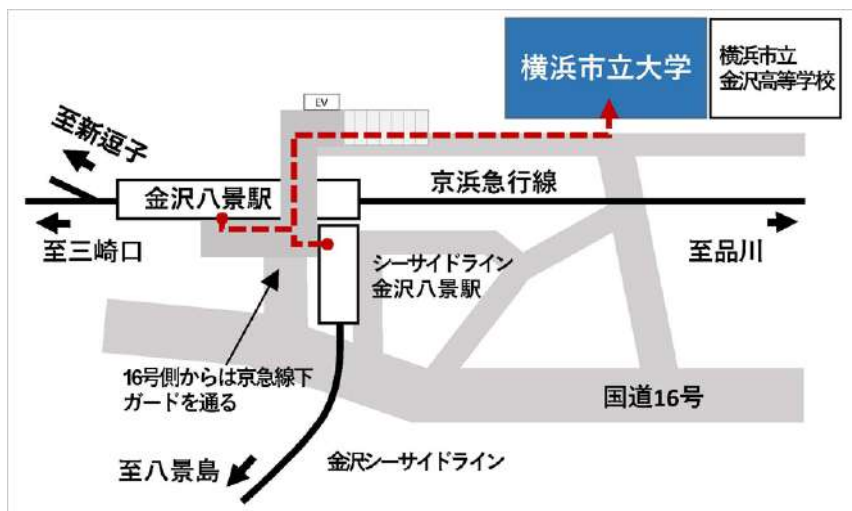 横浜市立大学
横浜市立
金沢高等学校
EV
至新逗子
金沢八景駅
京浜急行線
至三崎口
至品川
シーサイドライン
金沢八景駅
16号側からは京急線下
ガードを通る
国道16号
至八景島
金沢シーサイドライン